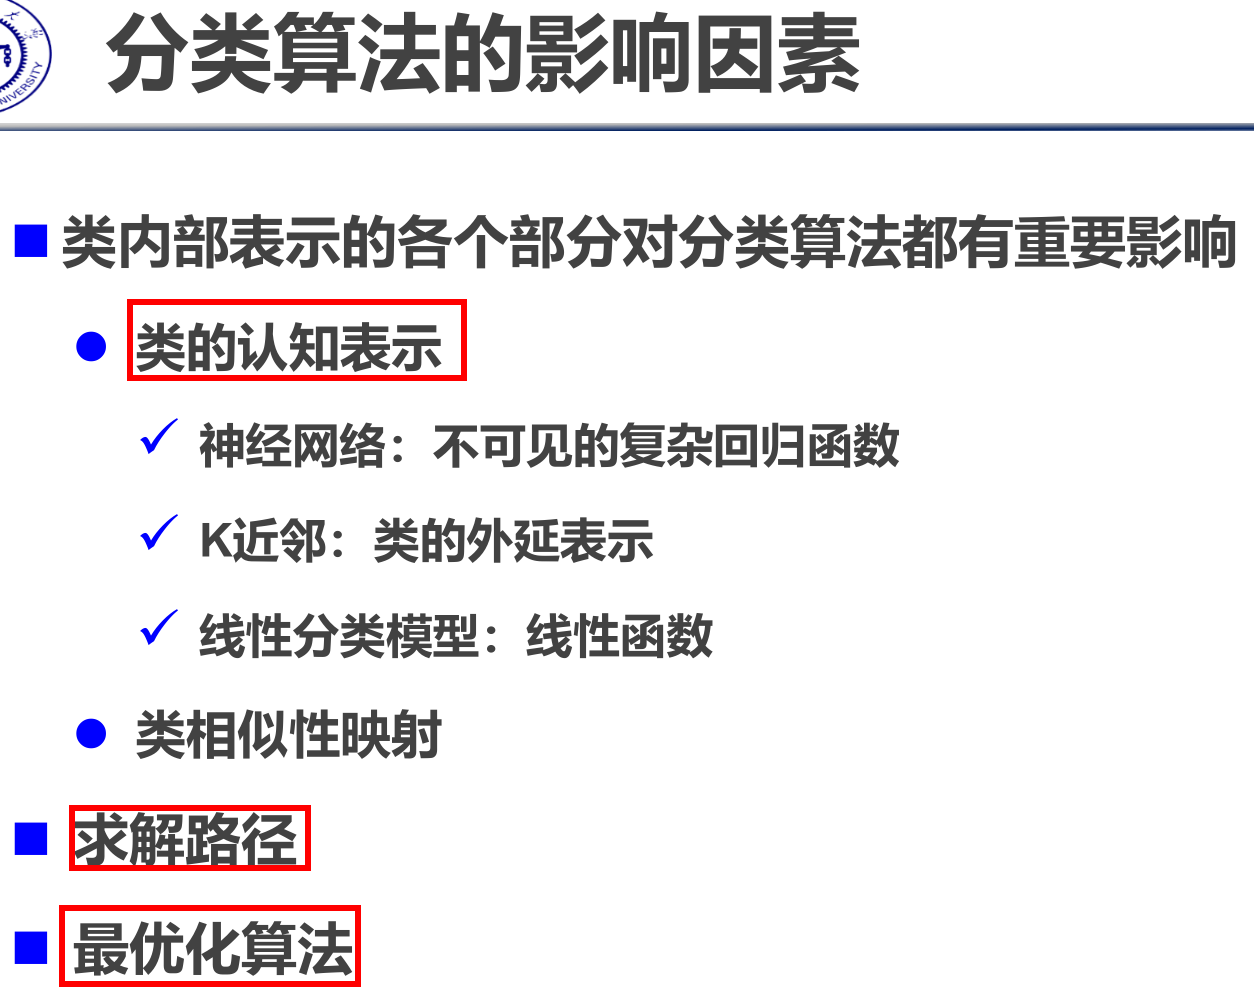 分类算法的影响因素
UNIVERSITY
类内部表示的各个部分对分类算法都有重要影响
类的认知表示
神经网络：不可见的复杂回归函数
K近邻：类的外延表示
线性分类模型：线性函数
类相似性映射
求解路径
最优化算法